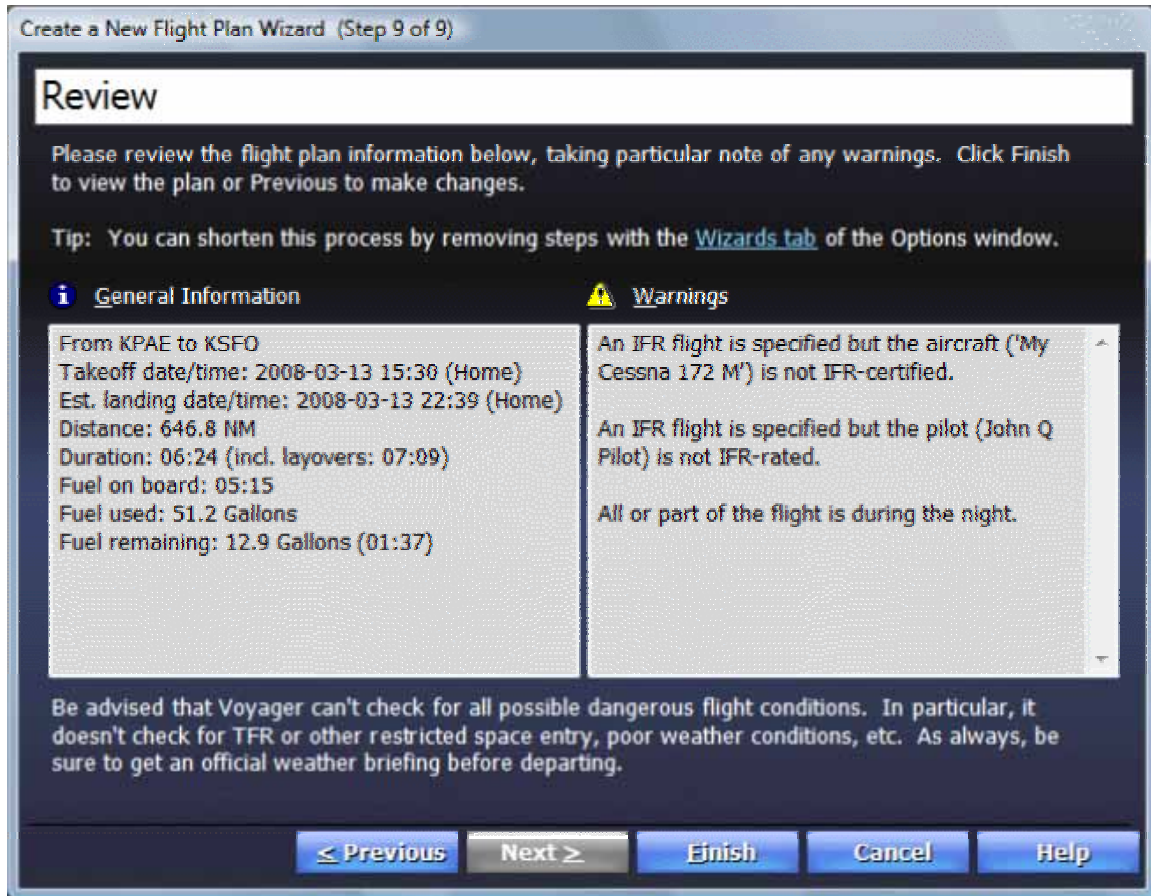 Create a New Flight Plan Wizard (Step 9 of 9)
Review
Please review the flight plan information below, taking particular note of any warnings. Click Finish
to view the plan or Previous to make changes.
Tip: You can shorten this process by removing steps with the Wizards tab of the Options window.
General Information
From KPAE to KSFO
Takeoff date/time: 2008-03-13 15:30 (Home)
Est. landing date/time: 2008-03-13 22:39 (Home)
Distance: 646.8 NM
Duration: 06:24 (incl. layovers: 07:09)
Fuel on board: 05:15
Fuel used: 51.2 Gallons
Fuel remaining: 12.9 Gallons (01:37)
Warnings
An IFR flight is specified but the aircraft ('My
Cessna 172 M') is not IFR-certified.
An IFR flight is specified but the pilot (John Q
Pilot) is not IFR-rated.
All or part of the flight is during the night.
Be advised that Voyager can't check for all possible dangerous flight conditions. In particular, it
doesn't check for TFR or other restricted space entry, poor weather conditions, etc. As always, be
sure to get an official weather briefing before departing.
< Previous
Next >
Finish
Cancel
Help